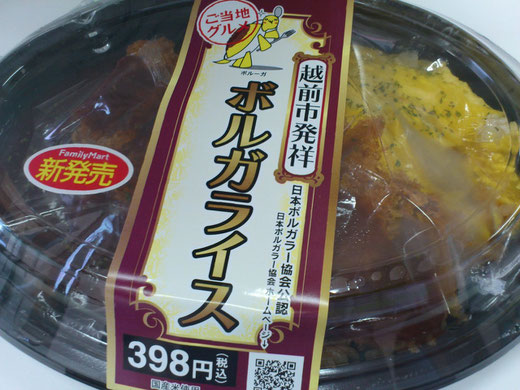 ご当地
グルメ
ボルーガ
越前市発祥
ボルガライス
日本ボルガラー協会公認
日本ボルガラー協会ホームページ
FamilyMart
新発売
398円(税込)
国産米使用